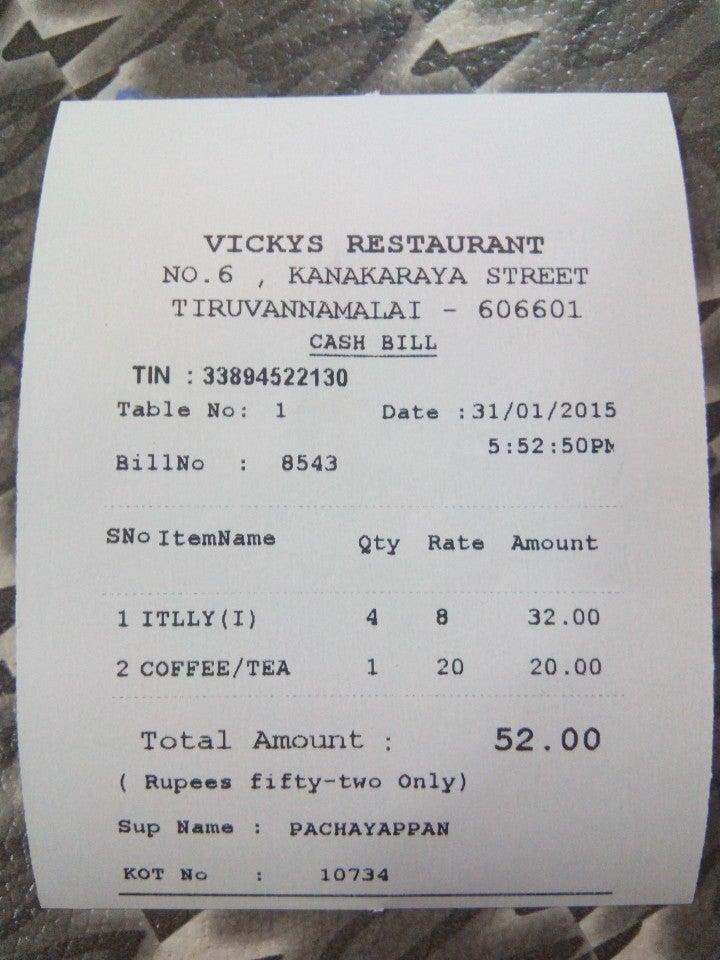 VICKYS RESTAURANT
NO.6 , KANAKARAYA STREET
TIRUVANNAMALAI - 606601
CASH BILL
TIN : 33894522130
Table No: 1 Date :31/01/2015
5:52:50PM
BillNo : 8543
SNo ItemName Qty Rate Amount
1 ITLLY(I) 4 8 32.00
2 COFFEE/TEA 1 20 20.00
Total Amount : 52.00
( Rupees fifty-two Only)
Sup Name : PACHAYAPPAN
KOT No : 10734